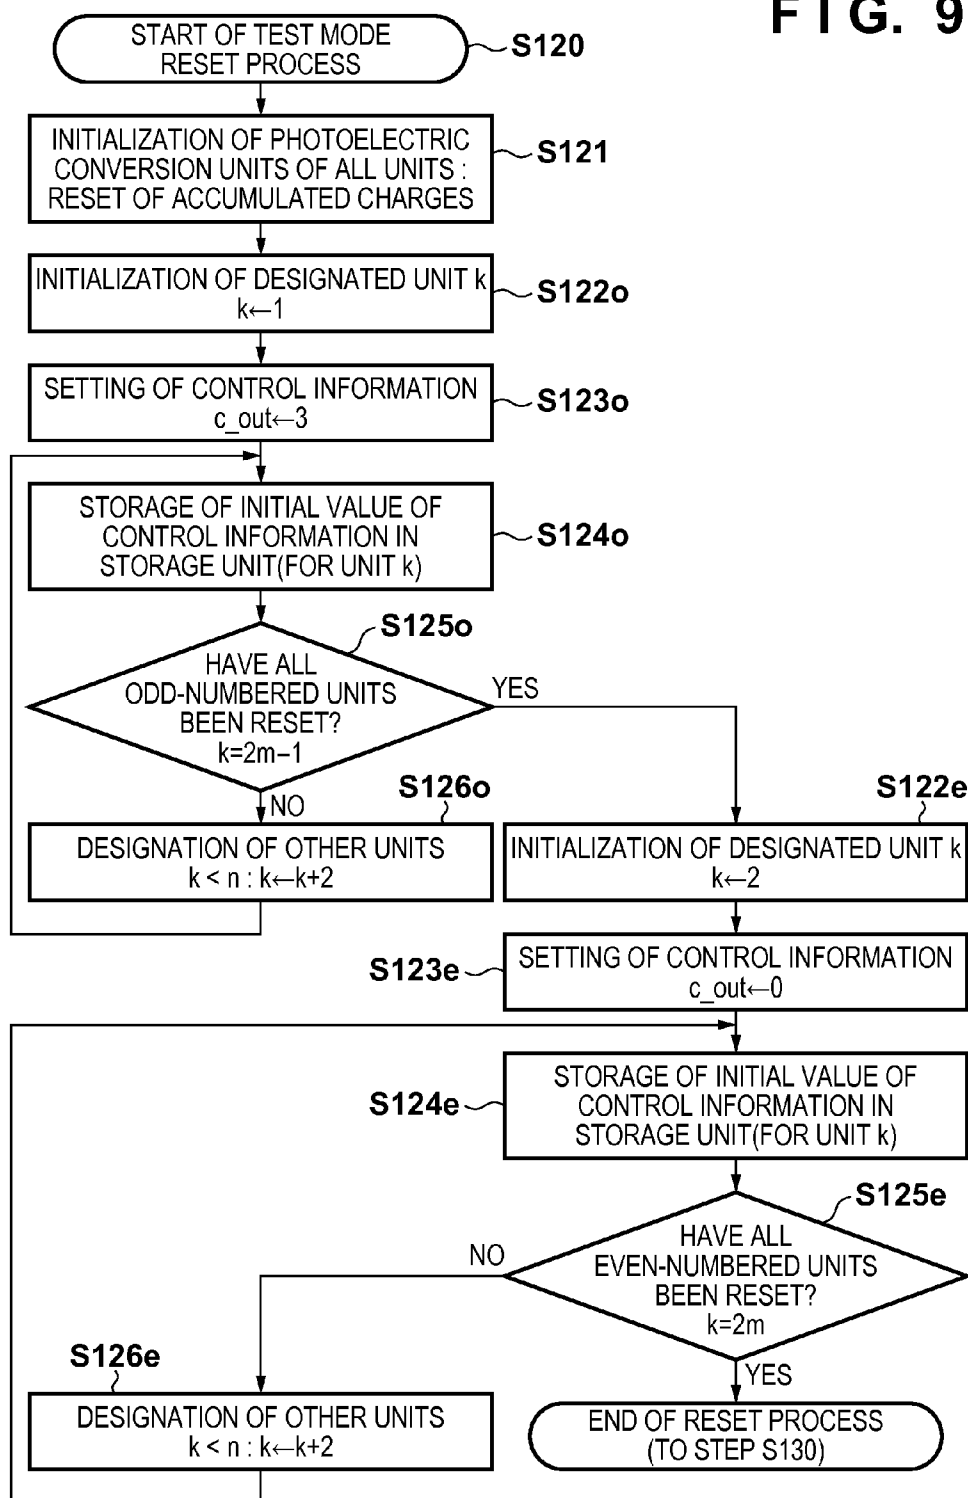 FIG. 9
START OF TEST MODE
RESET PROCESS
S120
INITIALIZATION OF PHOTOELECTRIC
CONVERSION UNITS OF ALL UNITS :
RESET OF ACCUMULATED CHARGES
S121
INITIALIZATION OF DESIGNATED UNIT k
k←1
S122o
SETTING OF CONTROL INFORMATION
c_out←3
S123o
STORAGE OF INITIAL VALUE OF
CONTROL INFORMATION IN
STORAGE UNIT(FOR UNIT k)
S124o
S125o
HAVE ALL
ODD-NUMBERED UNITS
BEEN RESET?
k=2m–1
YES
NO
S126o
DESIGNATION OF OTHER UNITS
k < n : k←k+2
S122e
INITIALIZATION OF DESIGNATED UNIT k
k←2
S123e
SETTING OF CONTROL INFORMATION
c_out←0
S124e
STORAGE OF INITIAL VALUE OF
CONTROL INFORMATION IN
STORAGE UNIT(FOR UNIT k)
S125e
HAVE ALL
EVEN-NUMBERED UNITS
BEEN RESET?
k=2m
NO
YES
S126e
DESIGNATION OF OTHER UNITS
k < n : k←k+2
END OF RESET PROCESS
(TO STEP S130)